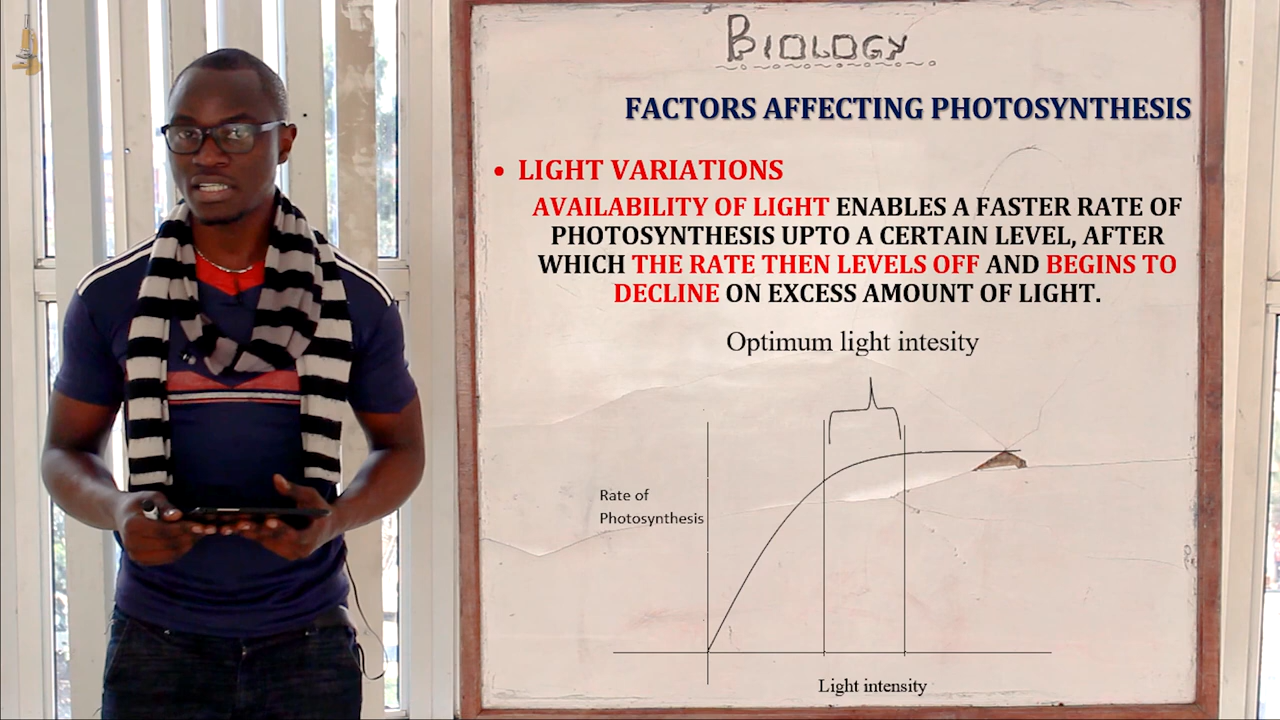 BIOLOGY
FACTORS AFFECTING PHOTOSYNTHESIS
• LIGHT VARIATIONS
AVAILABILITY OF LIGHT ENABLES A FASTER RATE OF
PHOTOSYNTHESIS UPTO A CERTAIN LEVEL, AFTER
WHICH THE RATE THEN LEVELS OFF AND BEGINS TO
DECLINE ON EXCESS AMOUNT OF LIGHT.
Optimum light intesity
Rate of
Photosynthesis
Light intensity